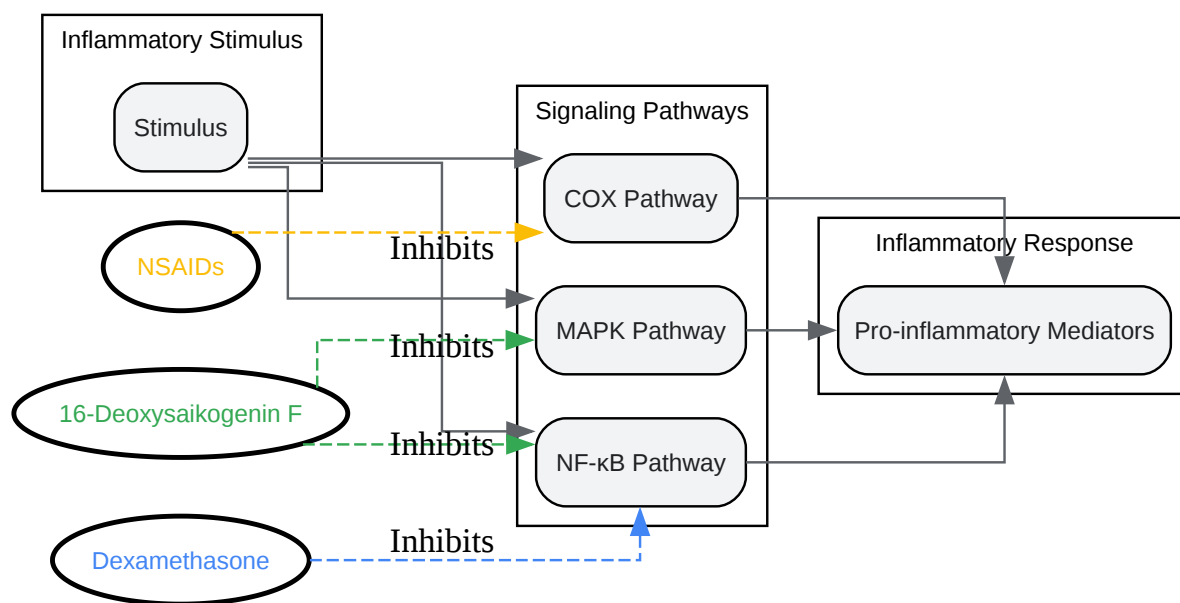 Inflammatory Stimulus
Stimulus
Signaling Pathways
COX Pathway
NSAIDs
Inhibits
Inflammatory Response
MAPK Pathway
Pro-inflammatory Mediators
Inhibits
16-Deoxysaikogenin F
Inhibits
NF-κB Pathway
Inhibits
Dexamethasone